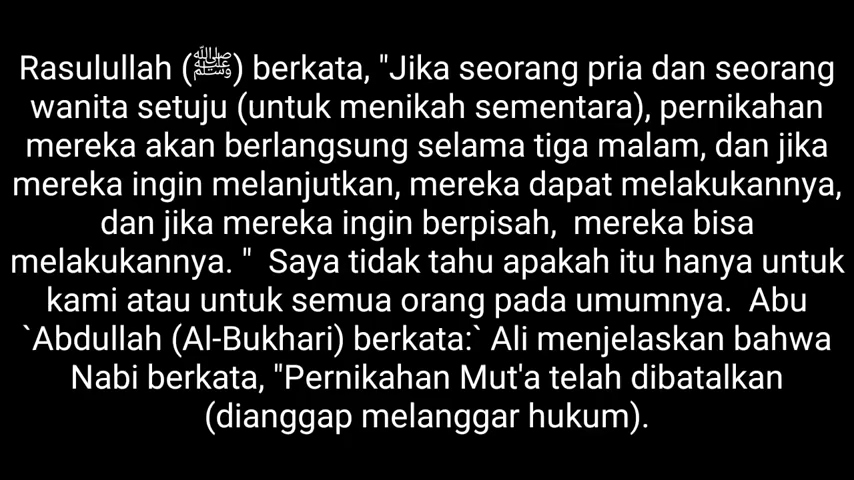 Rasulullah (ﷺ) berkata, "Jika seorang pria dan seorang
wanita setuju (untuk menikah sementara), pernikahan
mereka akan berlangsung selama tiga malam, dan jika
mereka ingin melanjutkan, mereka dapat melakukannya,
dan jika mereka ingin berpisah,  mereka bisa
melakukannya. "  Saya tidak tahu apakah itu hanya untuk
kami atau untuk semua orang pada umumnya.  Abu
`Abdullah (Al-Bukhari) berkata:` Ali menjelaskan bahwa
Nabi berkata, "Pernikahan Mut'a telah dibatalkan
(dianggap melanggar hukum).